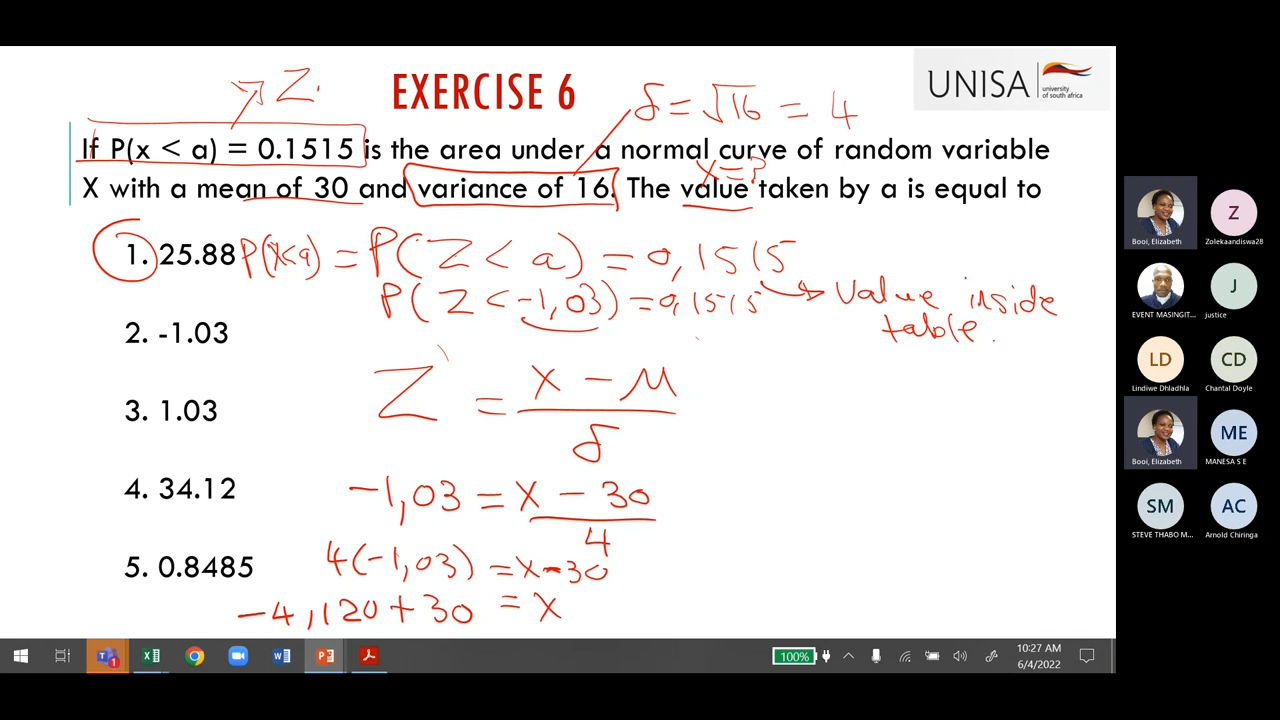 Z.
EXERCISE 6
UNISA
university
of south africa
δ = √16 = 4
If P(x < a) = 0.1515 is the area under a normal curve of random variable
x = ?
X with a mean of 30 and variance of 16. The value taken by a is equal to
1. 25.88
P(x<a) = P(Z < a) = 0,1515
P(Z < -1,03) = 0,1515 → Value inside
table.
2. -1.03
Z = x - μ
δ
3. 1.03
4. 34.12
-1,03 = x - 30
4
5. 0.8485
4(-1,03) = x - 30
-4,120 + 30 = x
Booi, Elizabeth
Z
Zolekaandiswa28
EVENT MASINGIT...
J
justice
LD
Lindiwe Dhladhla
CD
Chantal Doyle
Booi, Elizabeth
ME
MANESA S E
SM
STEVE THABO M...
AC
Arnold Chiringa
100%
10:27 AM
6/4/2022